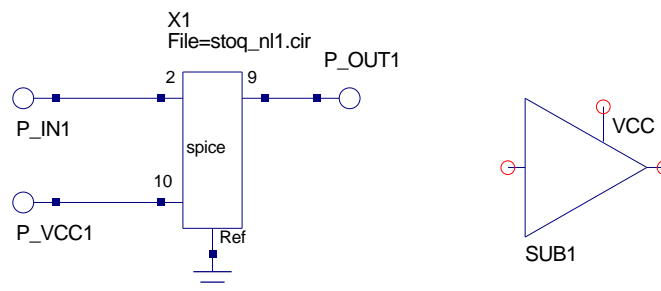 X1
File=stoq_nl1.cir
2
9
P_OUT1
P_IN1
spice
VCC
10
P_VCC1
Ref
SUB1